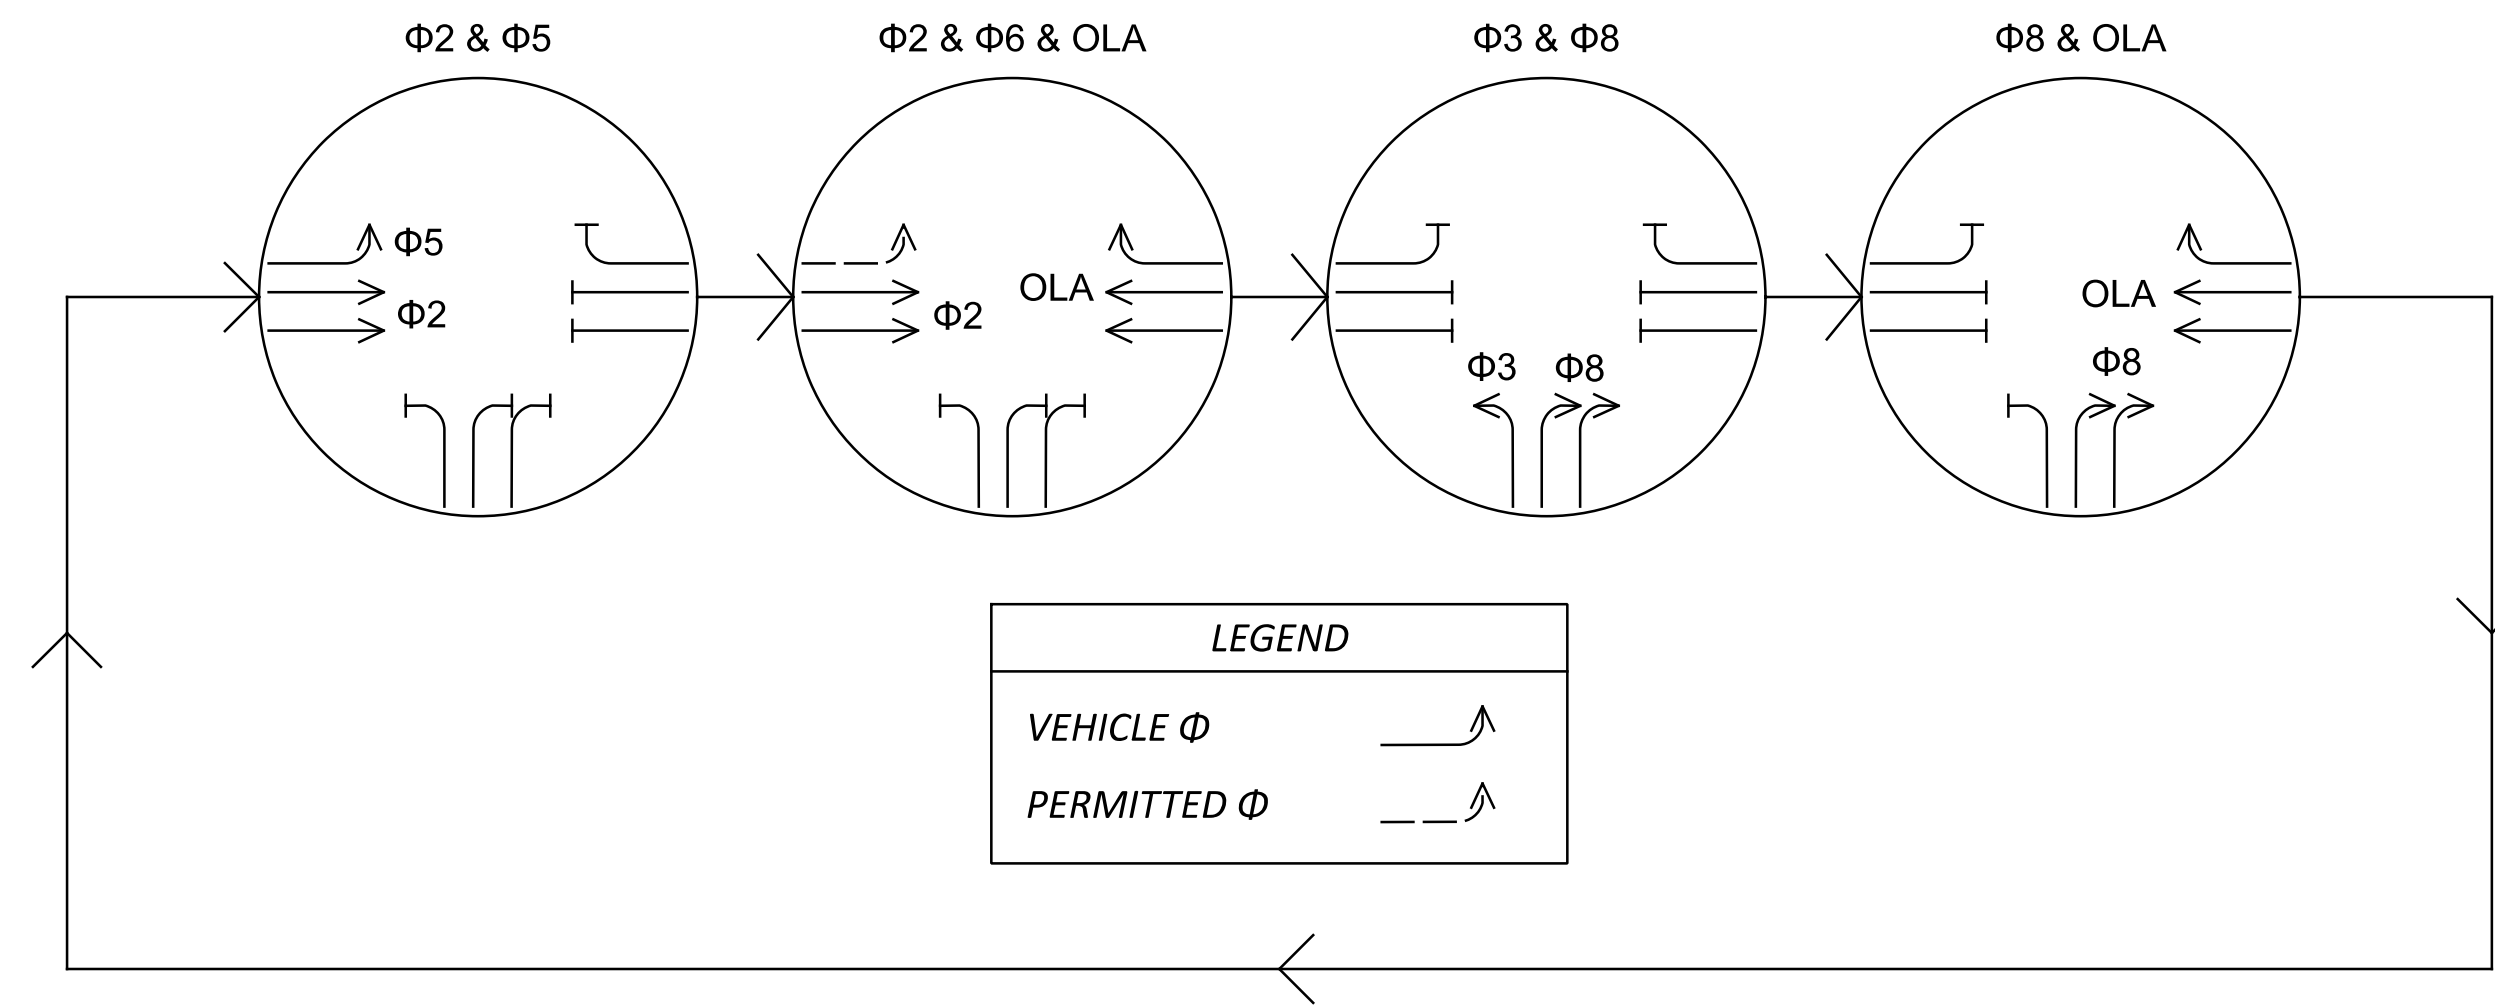 Φ2 & Φ5
Φ2 & Φ6 & OLA
Φ3 & Φ8
Φ8 & OLA
Φ5
Φ2
OLA
Φ2
Φ3
Φ8
OLA
Φ8
LEGEND
VEHICLE Φ
PERMITTED Φ